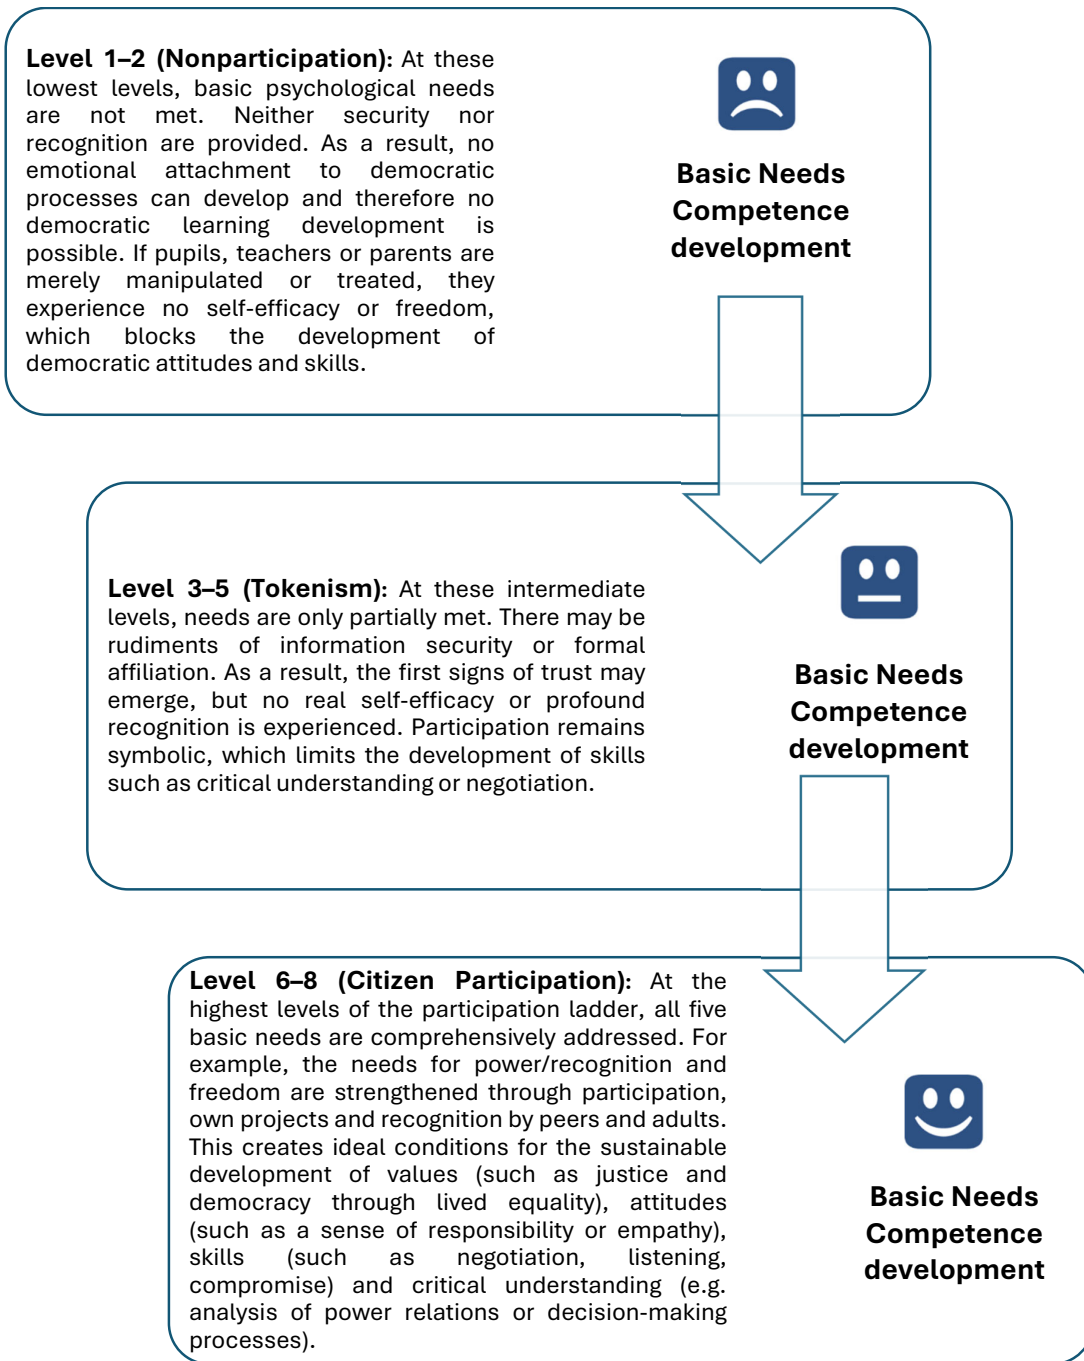 Level 1–2 (Nonparticipation): At these
lowest levels, basic psychological needs
are not met. Neither security nor
recognition are provided. As a result, no
emotional attachment to democratic
processes can develop and therefore no
democratic learning development is
possible. If pupils, teachers or parents are
merely manipulated or treated, they
experience no self-efficacy or freedom,
which blocks the development of
democratic attitudes and skills.
Basic Needs
Competence
development
Level 3–5 (Tokenism): At these intermediate
levels, needs are only partially met. There may be
rudiments of information security or formal
affiliation. As a result, the first signs of trust may
emerge, but no real self-efficacy or profound
recognition is experienced. Participation remains
symbolic, which limits the development of skills
such as critical understanding or negotiation.
Basic Needs
Competence
development
Level 6–8 (Citizen Participation): At the
highest levels of the participation ladder, all five
basic needs are comprehensively addressed. For
example, the needs for power/recognition and
freedom are strengthened through participation,
own projects and recognition by peers and adults.
This creates ideal conditions for the sustainable
development of values (such as justice and
democracy through lived equality), attitudes
(such as a sense of responsibility or empathy),
skills (such as negotiation, listening,
compromise) and critical understanding (e.g.
analysis of power relations or decision-making
processes).
Basic Needs
Competence
development